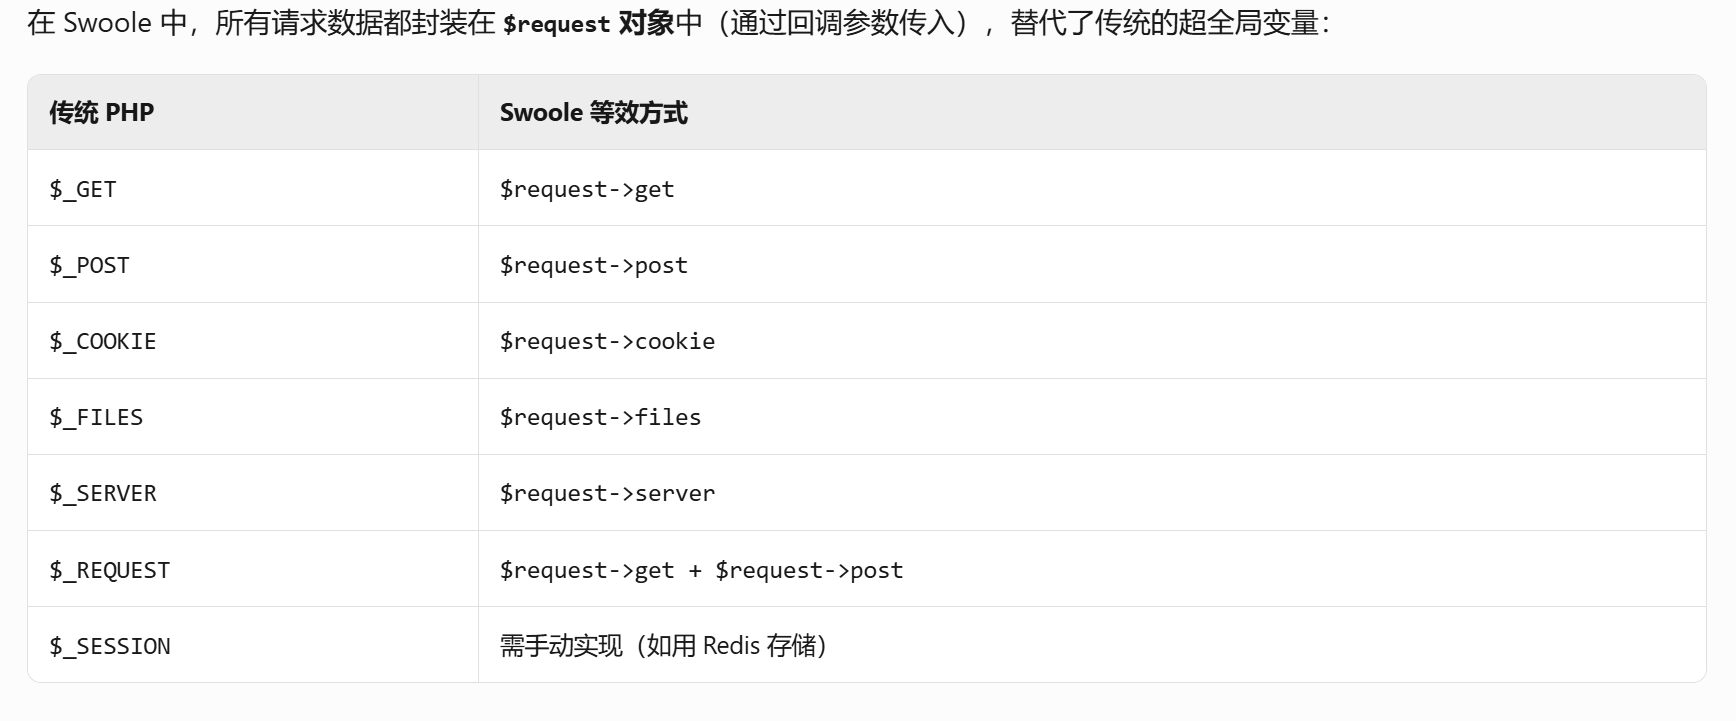 在 Swoole 中，所有请求数据都封装在 $request 对象中（通过回调参数传入），替代了传统的超全局变量：
传统 PHP Swoole 等效方式
$_GET $request->get
$_POST $request->post
$_COOKIE $request->cookie
$_FILES $request->files
$_SERVER $request->server
$_REQUEST $request->get + $request->post
$_SESSION 需手动实现（如用 Redis 存储）